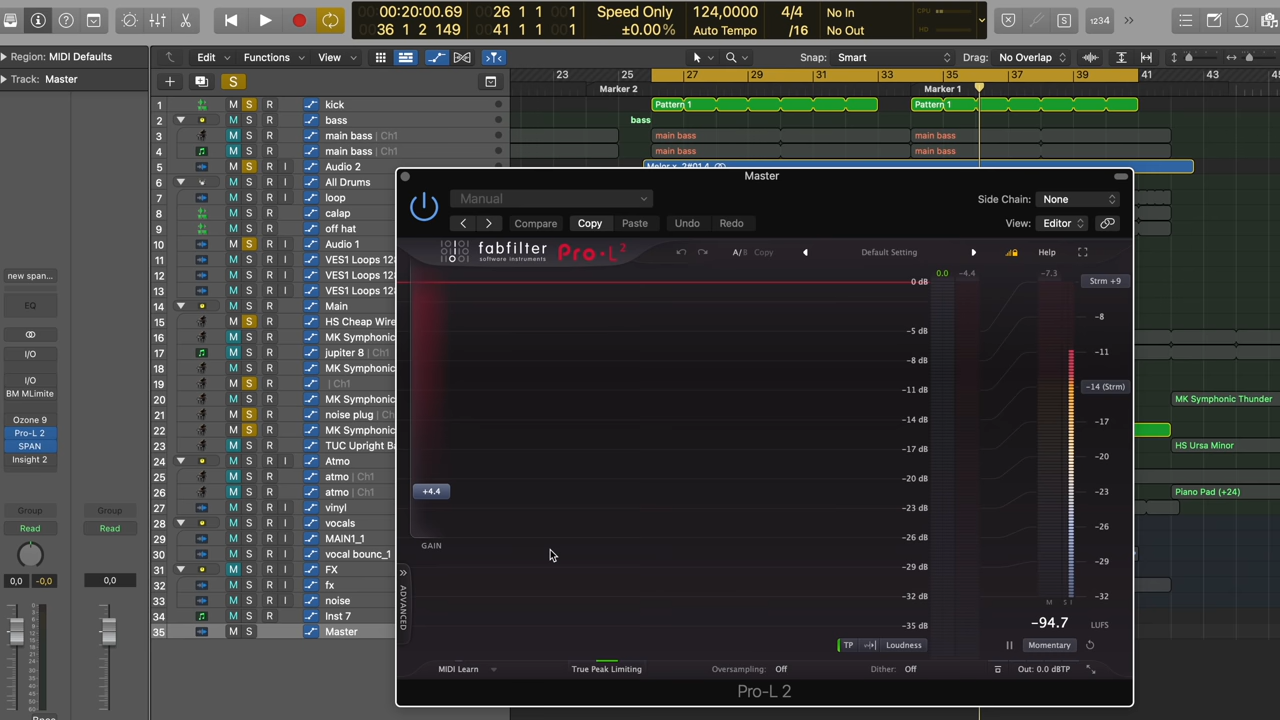 00:20:00.69
36 1 2 149
26 1 1 1
41 1 1 1
Speed Only
±0.00%
124,0000
Auto Tempo
4/4
/16
No In
No Out
CPU
HD
1234
Region: MIDI Defaults
Track: Master
Edit
Functions
View
Snap: Smart
Drag: No Overlap
S
23 25 27 29 31 33 35 37 39 41 43 45
Marker 2
Marker 1
1 M S R kick
2 M S R bass
3 M S R main bass | Ch1
4 M S R main bass | Ch1
5 M S R I Audio 2
6 M S R I All Drums
7 M S R I loop
8 M S R calap
9 M S R off hat
10 M S R I Audio 1
11 M S R I VES1 Loops 12
12 M S R I VES1 Loops 12
13 M S R I VES1 Loops 12
14 M S R Main
15 M S R HS Cheap Wire
16 M S R MK Symphonic
17 M S R jupiter 8 | Ch1
18 M S R MK Symphonic
19 M S R | Ch1
20 M S R MK Symphonic
21 M S R noise plug | C
22 M S R MK Symphonic
23 M S R TUC Upright Ba
24 M S R I Atmo
25 M S R atmo | Ch1
26 M S R atmo | Ch1
27 M S R I vinyl
28 M S R vocals
29 M S R I MAIN1_1
30 M S R I vocal bounc_1
31 M S R I FX
32 M S R I fx
33 M S R I noise
34 M S R Inst 7
35 M S Master
Pattern 1
Pattern 1
bass
main bass
main bass
main bass
main bass
MK Symphonic Thunder
HS Ursa Minor
Piano Pad (+24)
new span...
EQ
I/O
I/O
BM MLimite
Ozone 9
Pro-L 2
SPAN
Insight 2
Group
Group
Read
Read
0,0 -0,0
0,0
Master
Manual
Side Chain: None
Compare
Copy
Paste
Undo
Redo
View: Editor
fabfilter
software instruments
Pro·L 2
A/B
Copy
Default Setting
Help
0.0 -4.4
-7.3
0 dB
-5 dB
-8 dB
-11 dB
-14 dB
-17 dB
-20 dB
-23 dB
-26 dB
-29 dB
-32 dB
-35 dB
Strm +9
-8
-11
-14 (Strm)
-17
-20
-23
-26
-29
-32
+4.4
GAIN
ADVANCED
M S I
-94.7 LUFS
TP
Loudness
Momentary
MIDI Learn
True Peak Limiting
Oversampling: Off
Dither: Off
Out: 0.0 dBTP
Pro-L 2